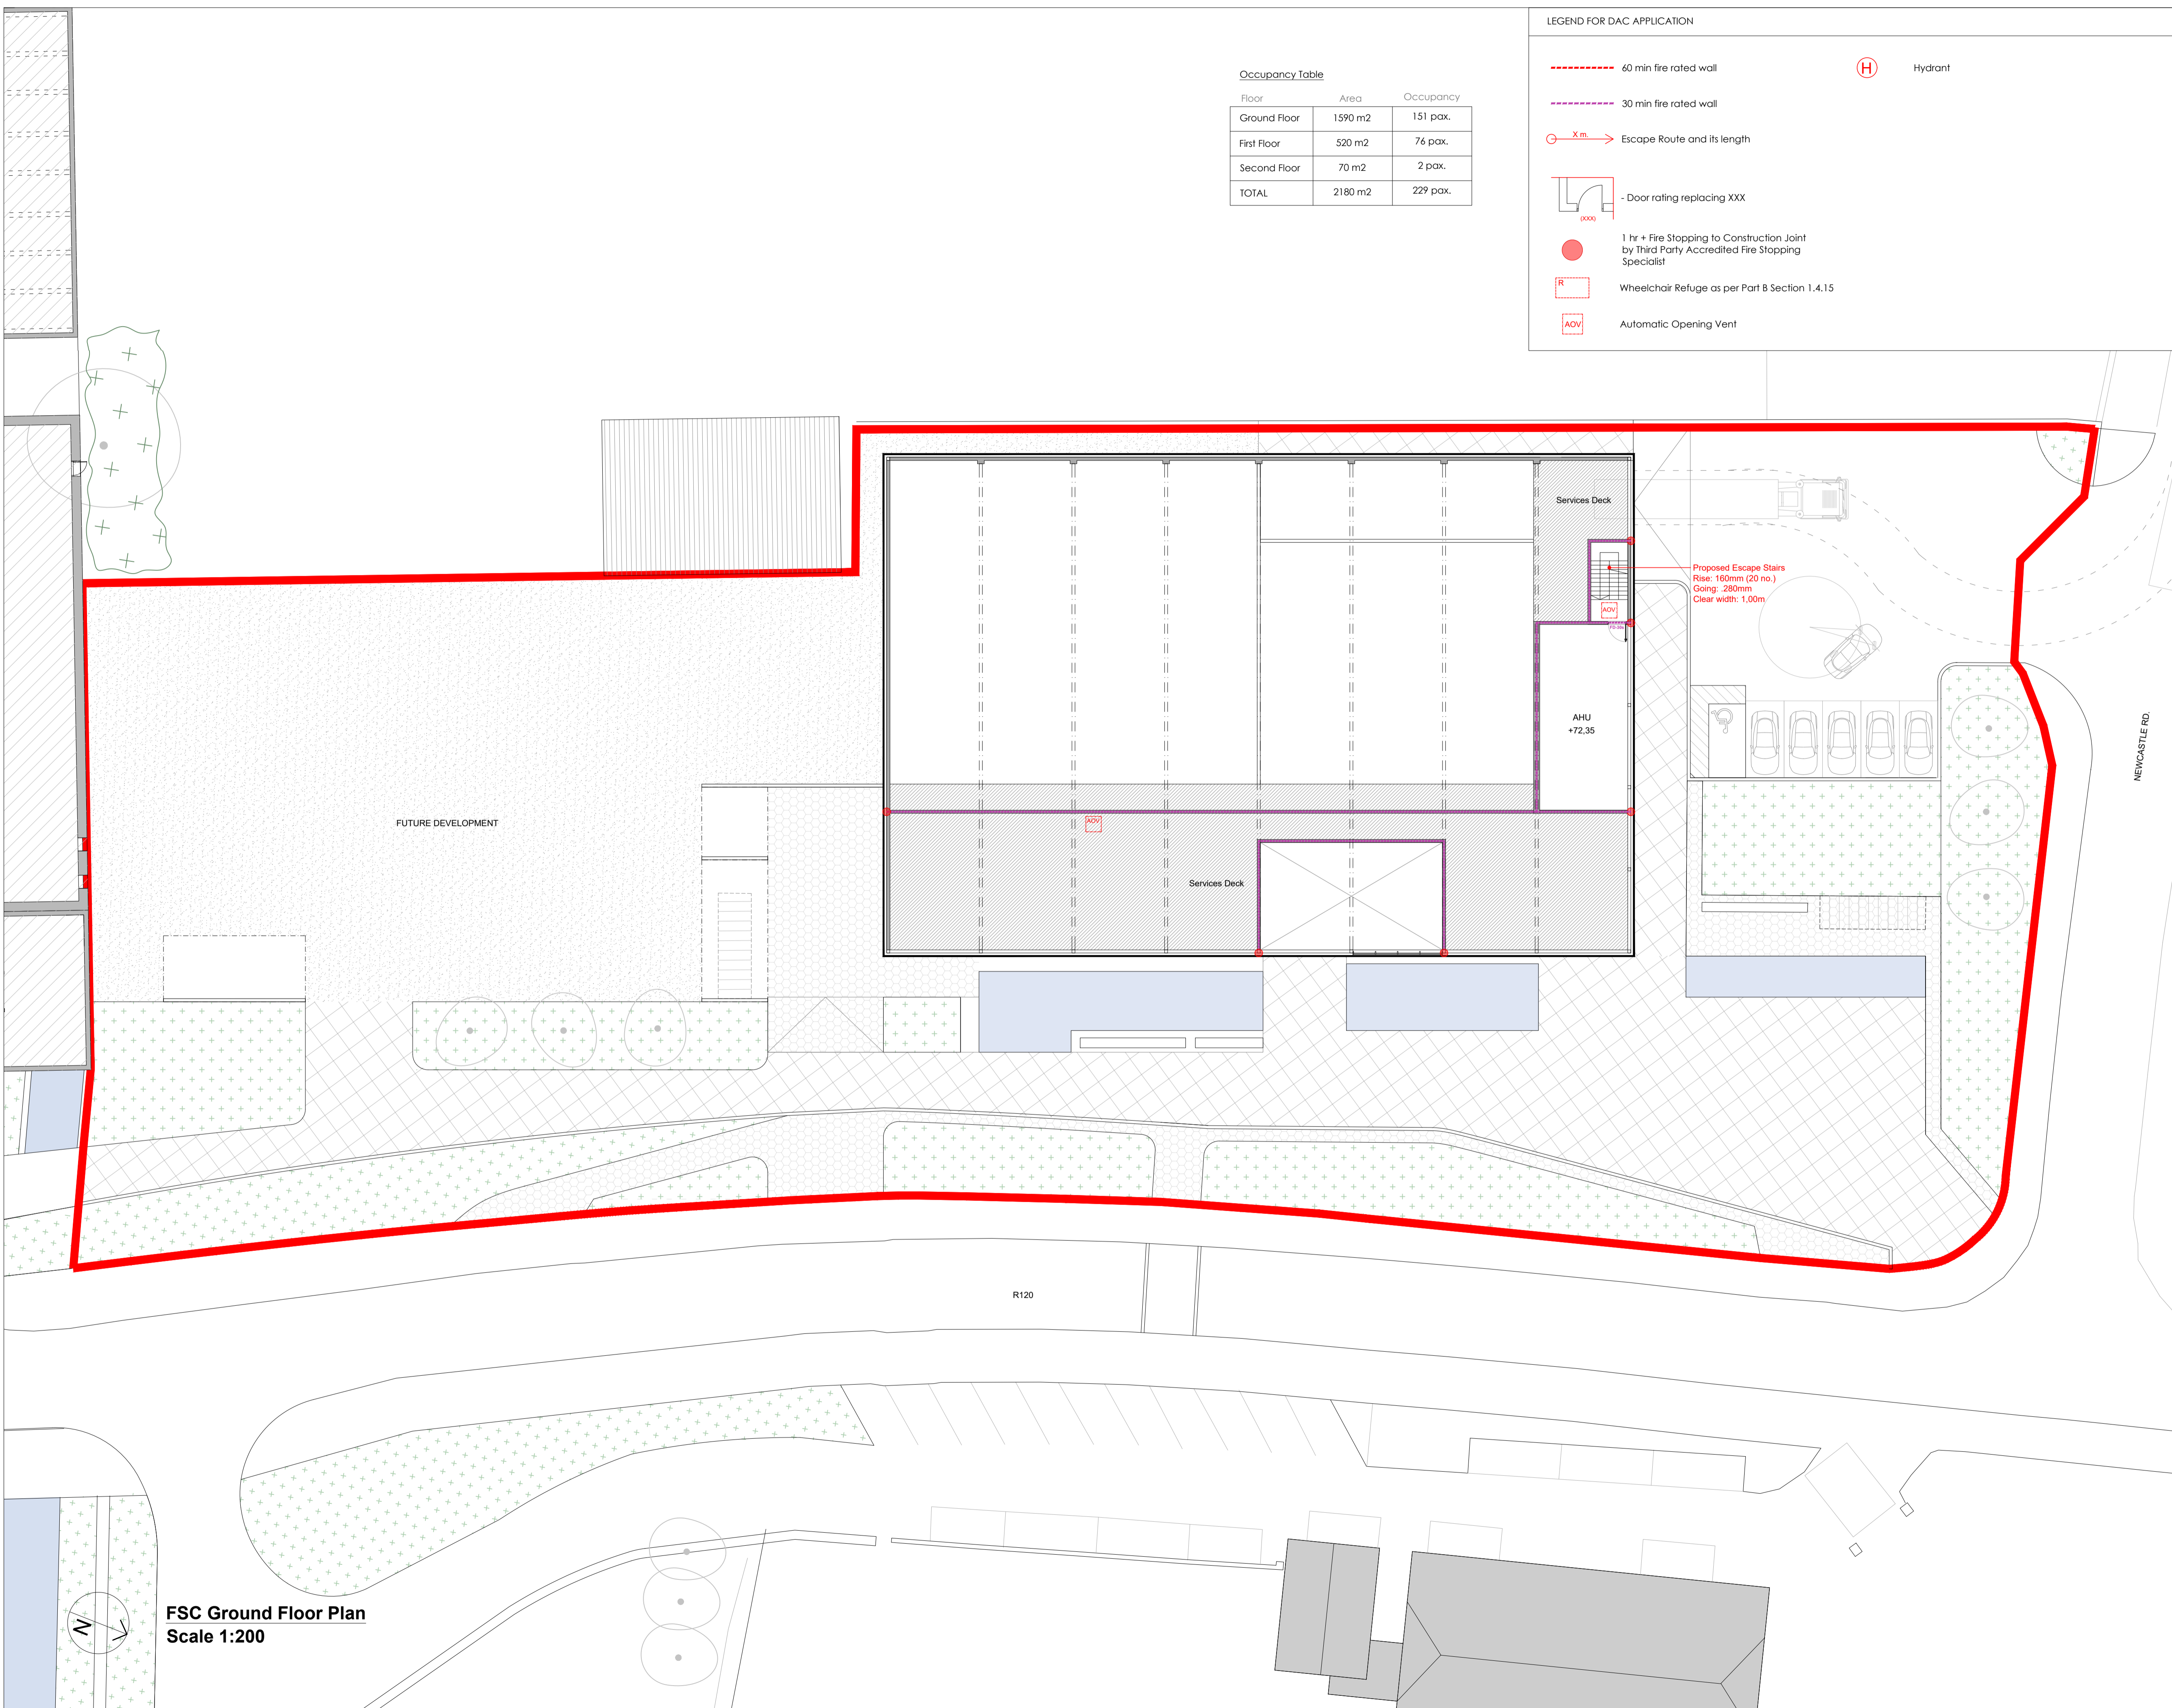 LEGEND FOR DAC APPLICATION
60 min fire rated wall
H
Hydrant
30 min fire rated wall
X m.
Escape Route and its length
(XXX)
- Door rating replacing XXX
1 hr + Fire Stopping to Construction Joint
by Third Party Accredited Fire Stopping
Specialist
R
Wheelchair Refuge as per Part B Section 1.4.15
AOV
Automatic Opening Vent
Occupancy Table
Floor Area Occupancy
Ground Floor 1590 m2 151 pax.
First Floor 520 m2 76 pax.
Second Floor 70 m2 2 pax.
TOTAL 2180 m2 229 pax.
Services Deck
Proposed Escape Stairs
Rise: 160mm (20 no.)
Going: .280mm
Clear width: 1,00m
AOV
FD-30s
AHU
+72,35
NEWCASTLE RD.
FUTURE DEVELOPMENT
AOV
Services Deck
R120
N
FSC Ground Floor Plan
Scale 1:200